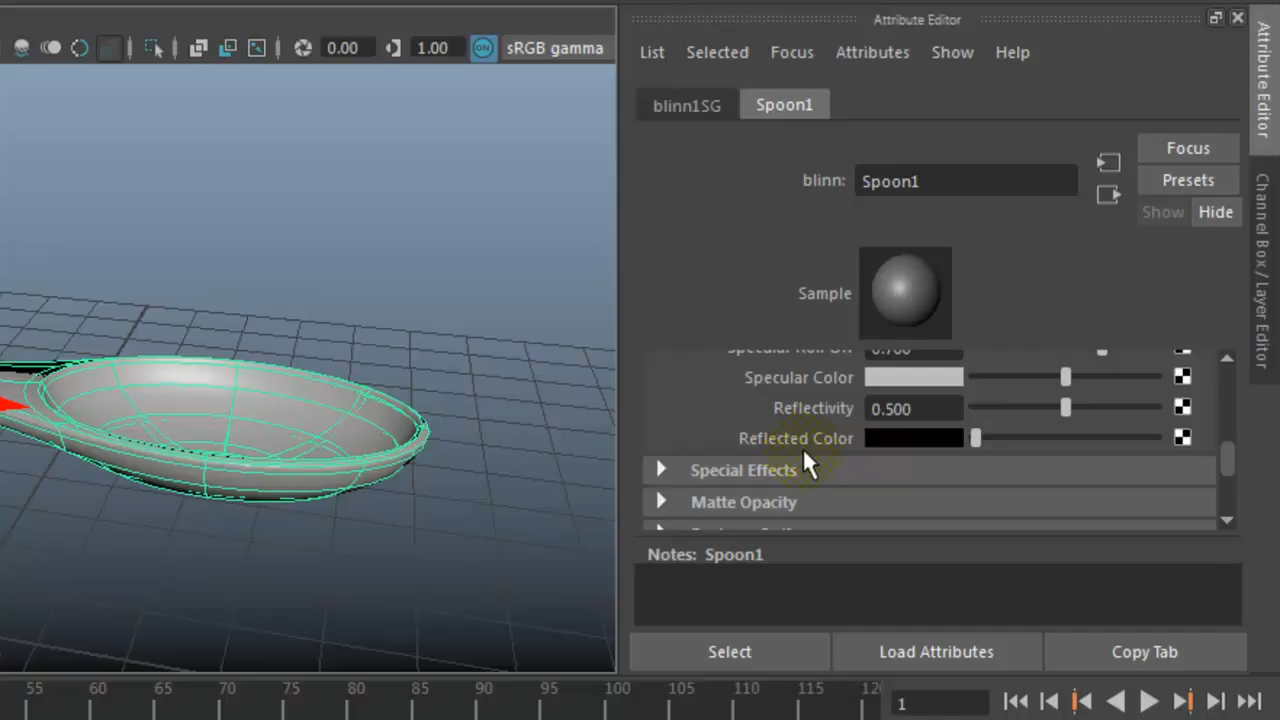 Attribute Editor
0.00 1.00 ON sRGB gamma
List Selected Focus Attributes Show Help
blinn1SG Spoon1
Focus
blinn: Spoon1
Presets
Show Hide
Sample
Specular Color
Reflectivity 0.500
Reflected Color
Special Effects
Matte Opacity
Notes: Spoon1
Select Load Attributes Copy Tab
55 60 65 70 75 80 85 90 95 100 105 110 115
1
Attribute Editor
Channel Box / Layer Editor